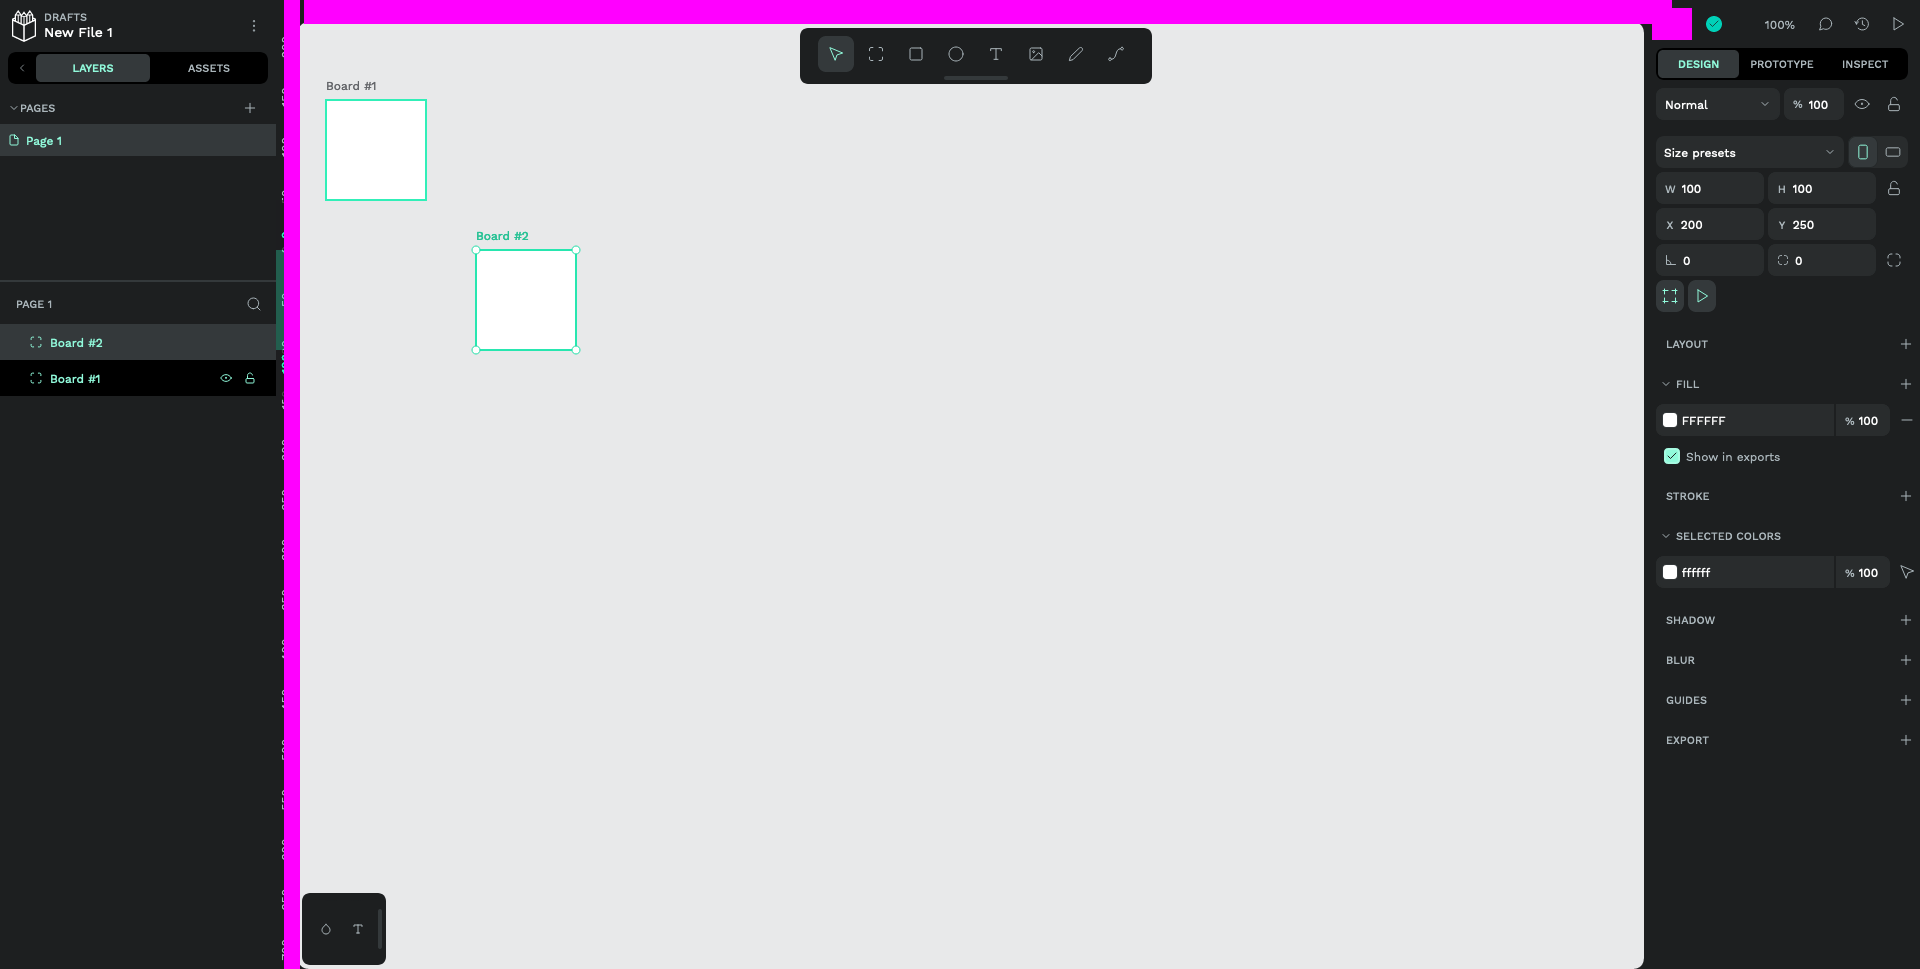 DRAFTS
New File 1
LAYERS
ASSETS
PAGES
Page 1
PAGE 1
Board #2
Board #1
Board #1
Board #2
100%
DESIGN
PROTOTYPE
INSPECT
Normal
% 100
Size presets
W 100
H 100
X 200
Y 250
0
0
LAYOUT
FILL
FFFFFF
% 100
Show in exports
STROKE
SELECTED COLORS
ffffff
% 100
SHADOW
BLUR
GUIDES
EXPORT